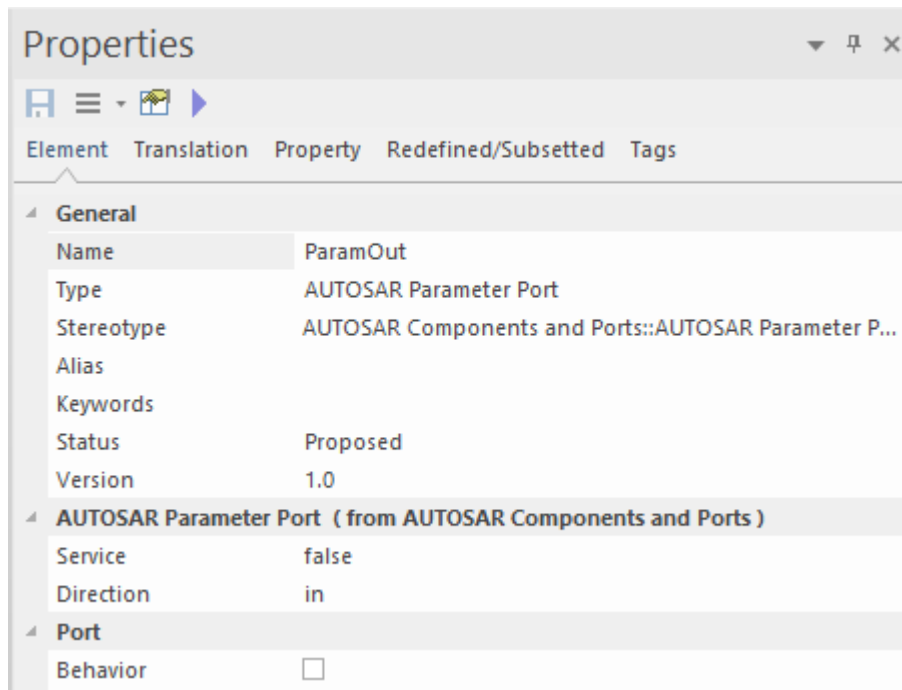 Properties
Element Translation Property Redefined/Subsetted Tags
General
Name ParamOut
Type AUTOSAR Parameter Port
Stereotype AUTOSAR Components and Ports::AUTOSAR Parameter P...
Alias
Keywords
Status Proposed
Version 1.0
AUTOSAR Parameter Port ( from AUTOSAR Components and Ports )
Service false
Direction in
Port
Behavior